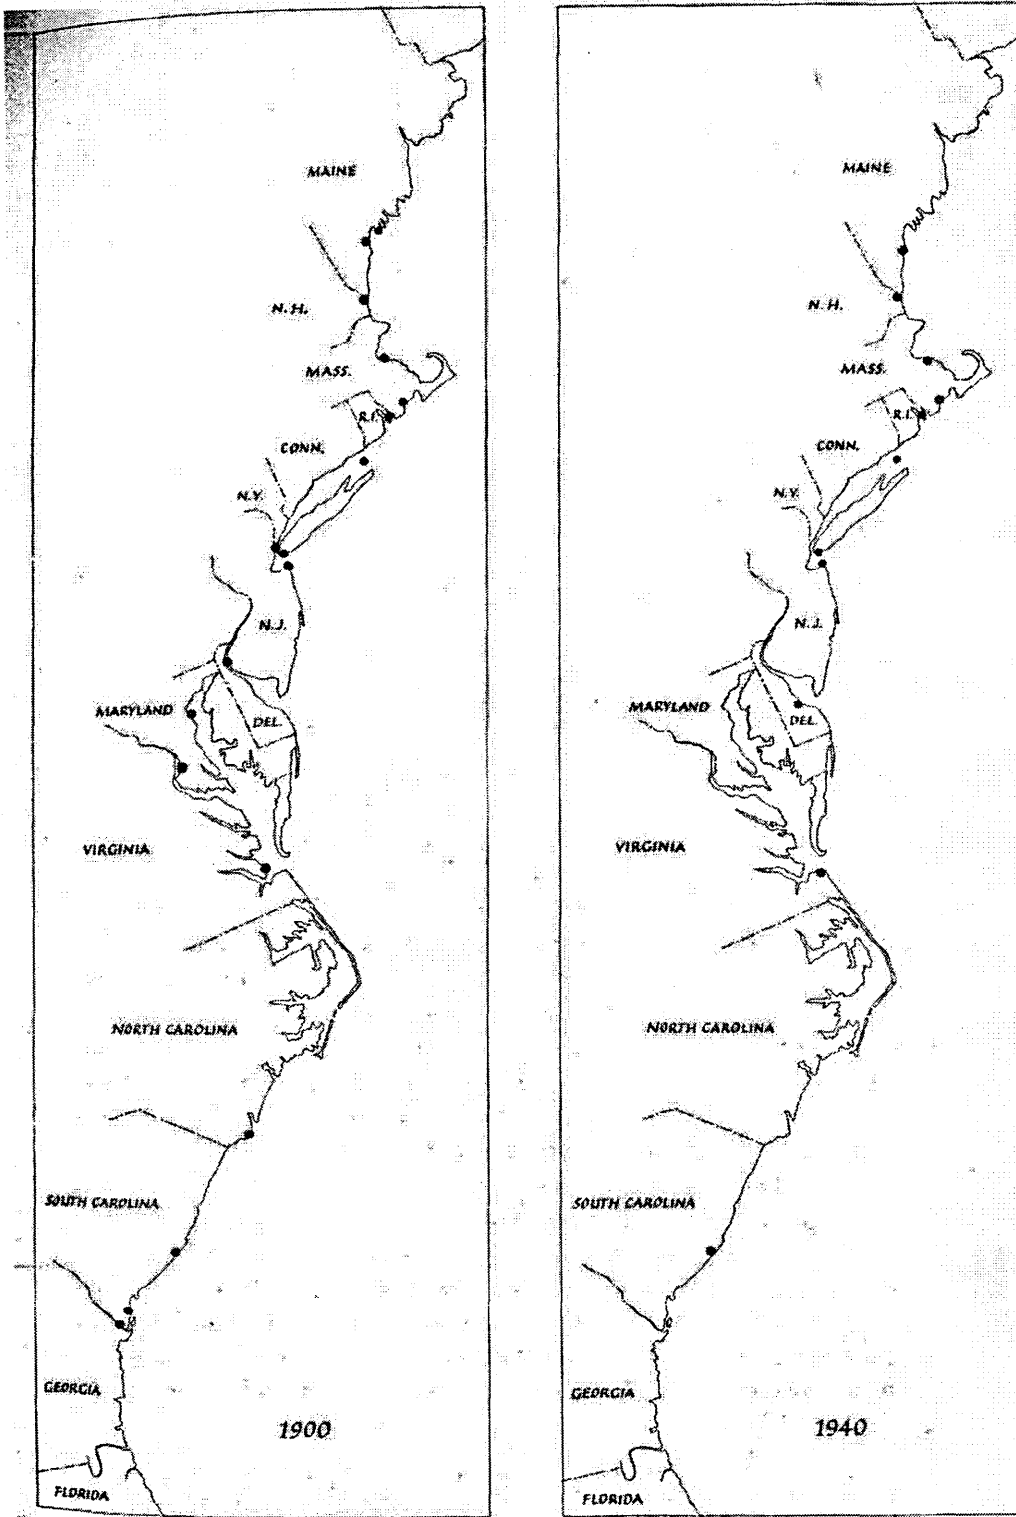 MAINE
N.H.
MASS.
R.I.
CONN.
N.Y.
N.J.
MARYLAND
DEL.
VIRGINIA
NORTH CAROLINA
SOUTH CAROLINA
GEORGIA
1900
FLORIDA
MAINE
N.H.
MASS.
R.I.
CONN.
N.Y.
N.J.
MARYLAND
DEL.
VIRGINIA
NORTH CAROLINA
SOUTH CAROLINA
GEORGIA
1940
FLORIDA